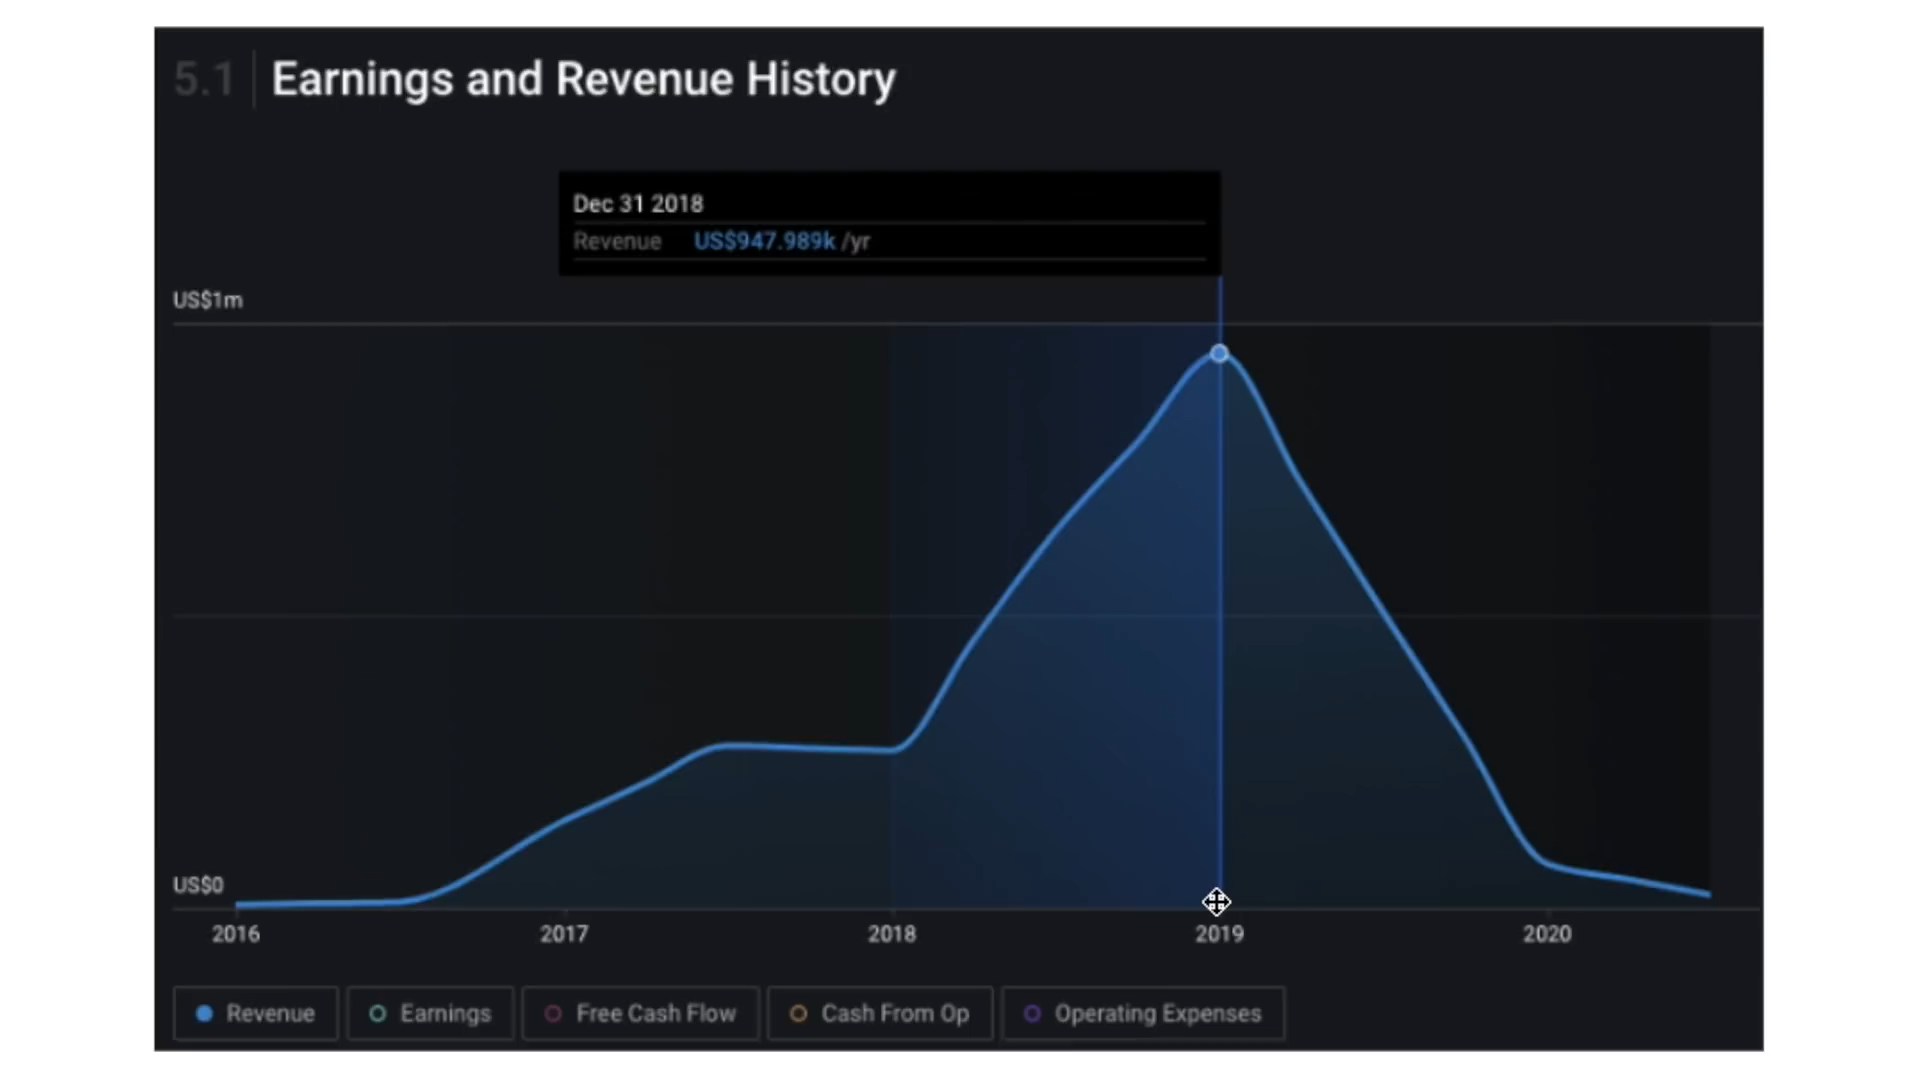 5.1 Earnings and Revenue History
Dec 31 2018
Revenue US$947.989k /yr
US$1m
US$0
2016 2017 2018 2019 2020
Revenue Earnings Free Cash Flow Cash From Op Operating Expenses